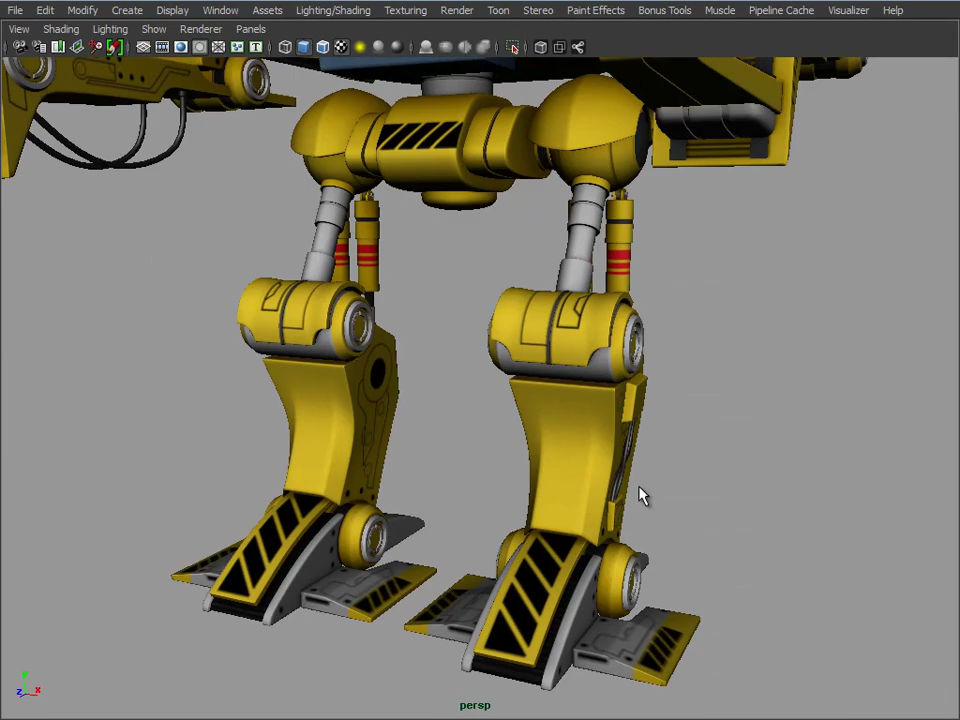 File Edit Modify Create Display Window Assets Lighting/Shading Texturing Render Toon Stereo Paint Effects Bonus Tools Muscle Pipeline Cache Visualizer Help
View Shading Lighting Show Renderer Panels
T
y
z x
persp